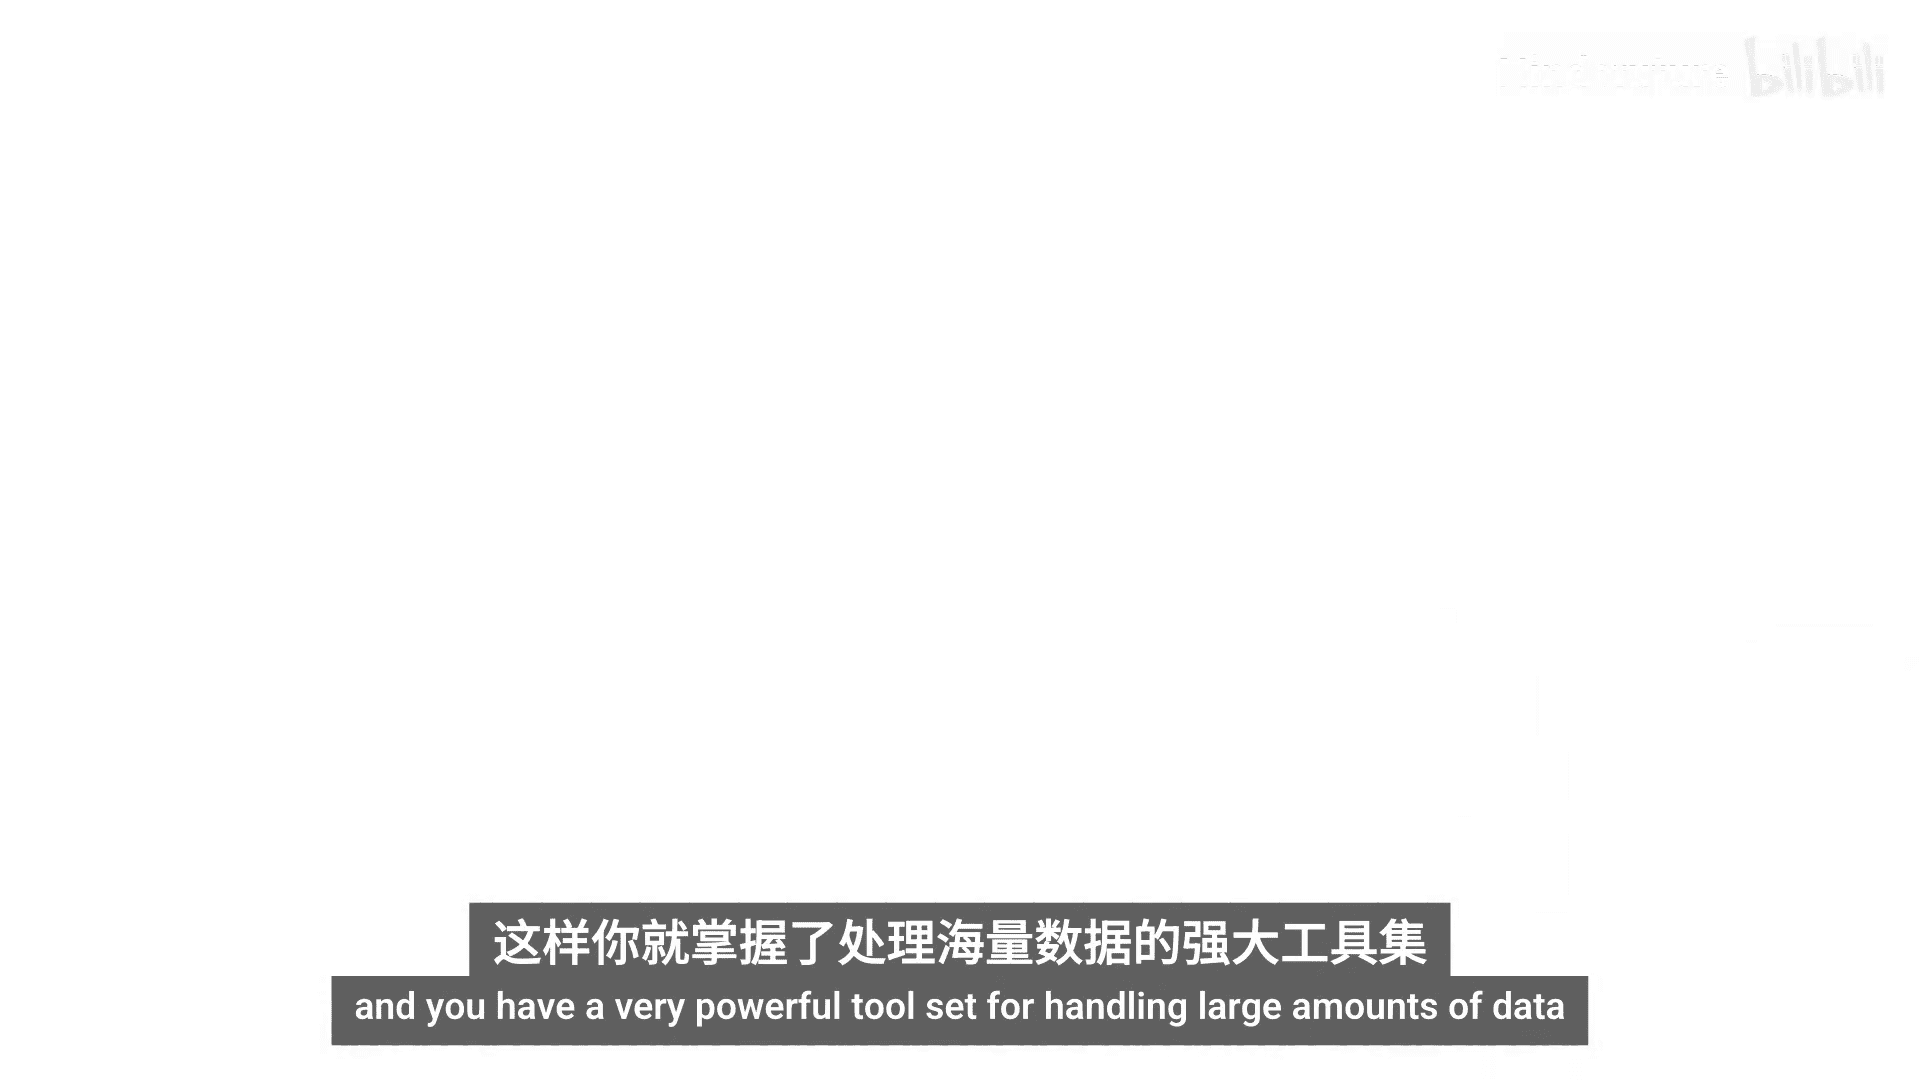 bilibili
这样你就掌握了处理海量数据的强大工具集
and you have a very powerful tool set for handling large amounts of data